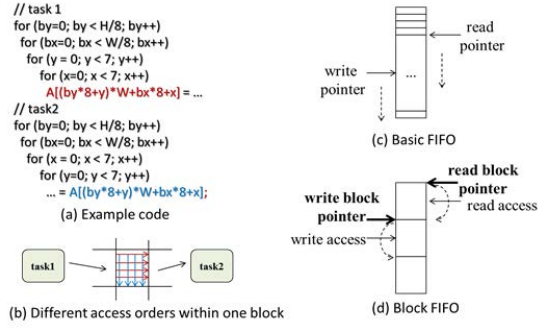 // task 1
for (by=0; by < H/8; by++)
for (bx=0; bx < W/8; bx++)
for (y = 0; y < 7; y++)
for (x=0; x < 7; x++)
A[(by*8+y)*W+bx*8+x] = ...
// task2
for (by=0; by < H/8; by++)
for (bx=0; bx < W/8; bx++)
for (x = 0; x < 7; x++)
for (y=0; y < 7; y++)
... = A[(by*8+y)*W+bx*8+x];
(a) Example code
task1
task2
(b) Different access orders within one block
read
pointer
write
pointer
...
(c) Basic FIFO
read block
pointer
read access
write block
pointer
write access
(d) Block FIFO